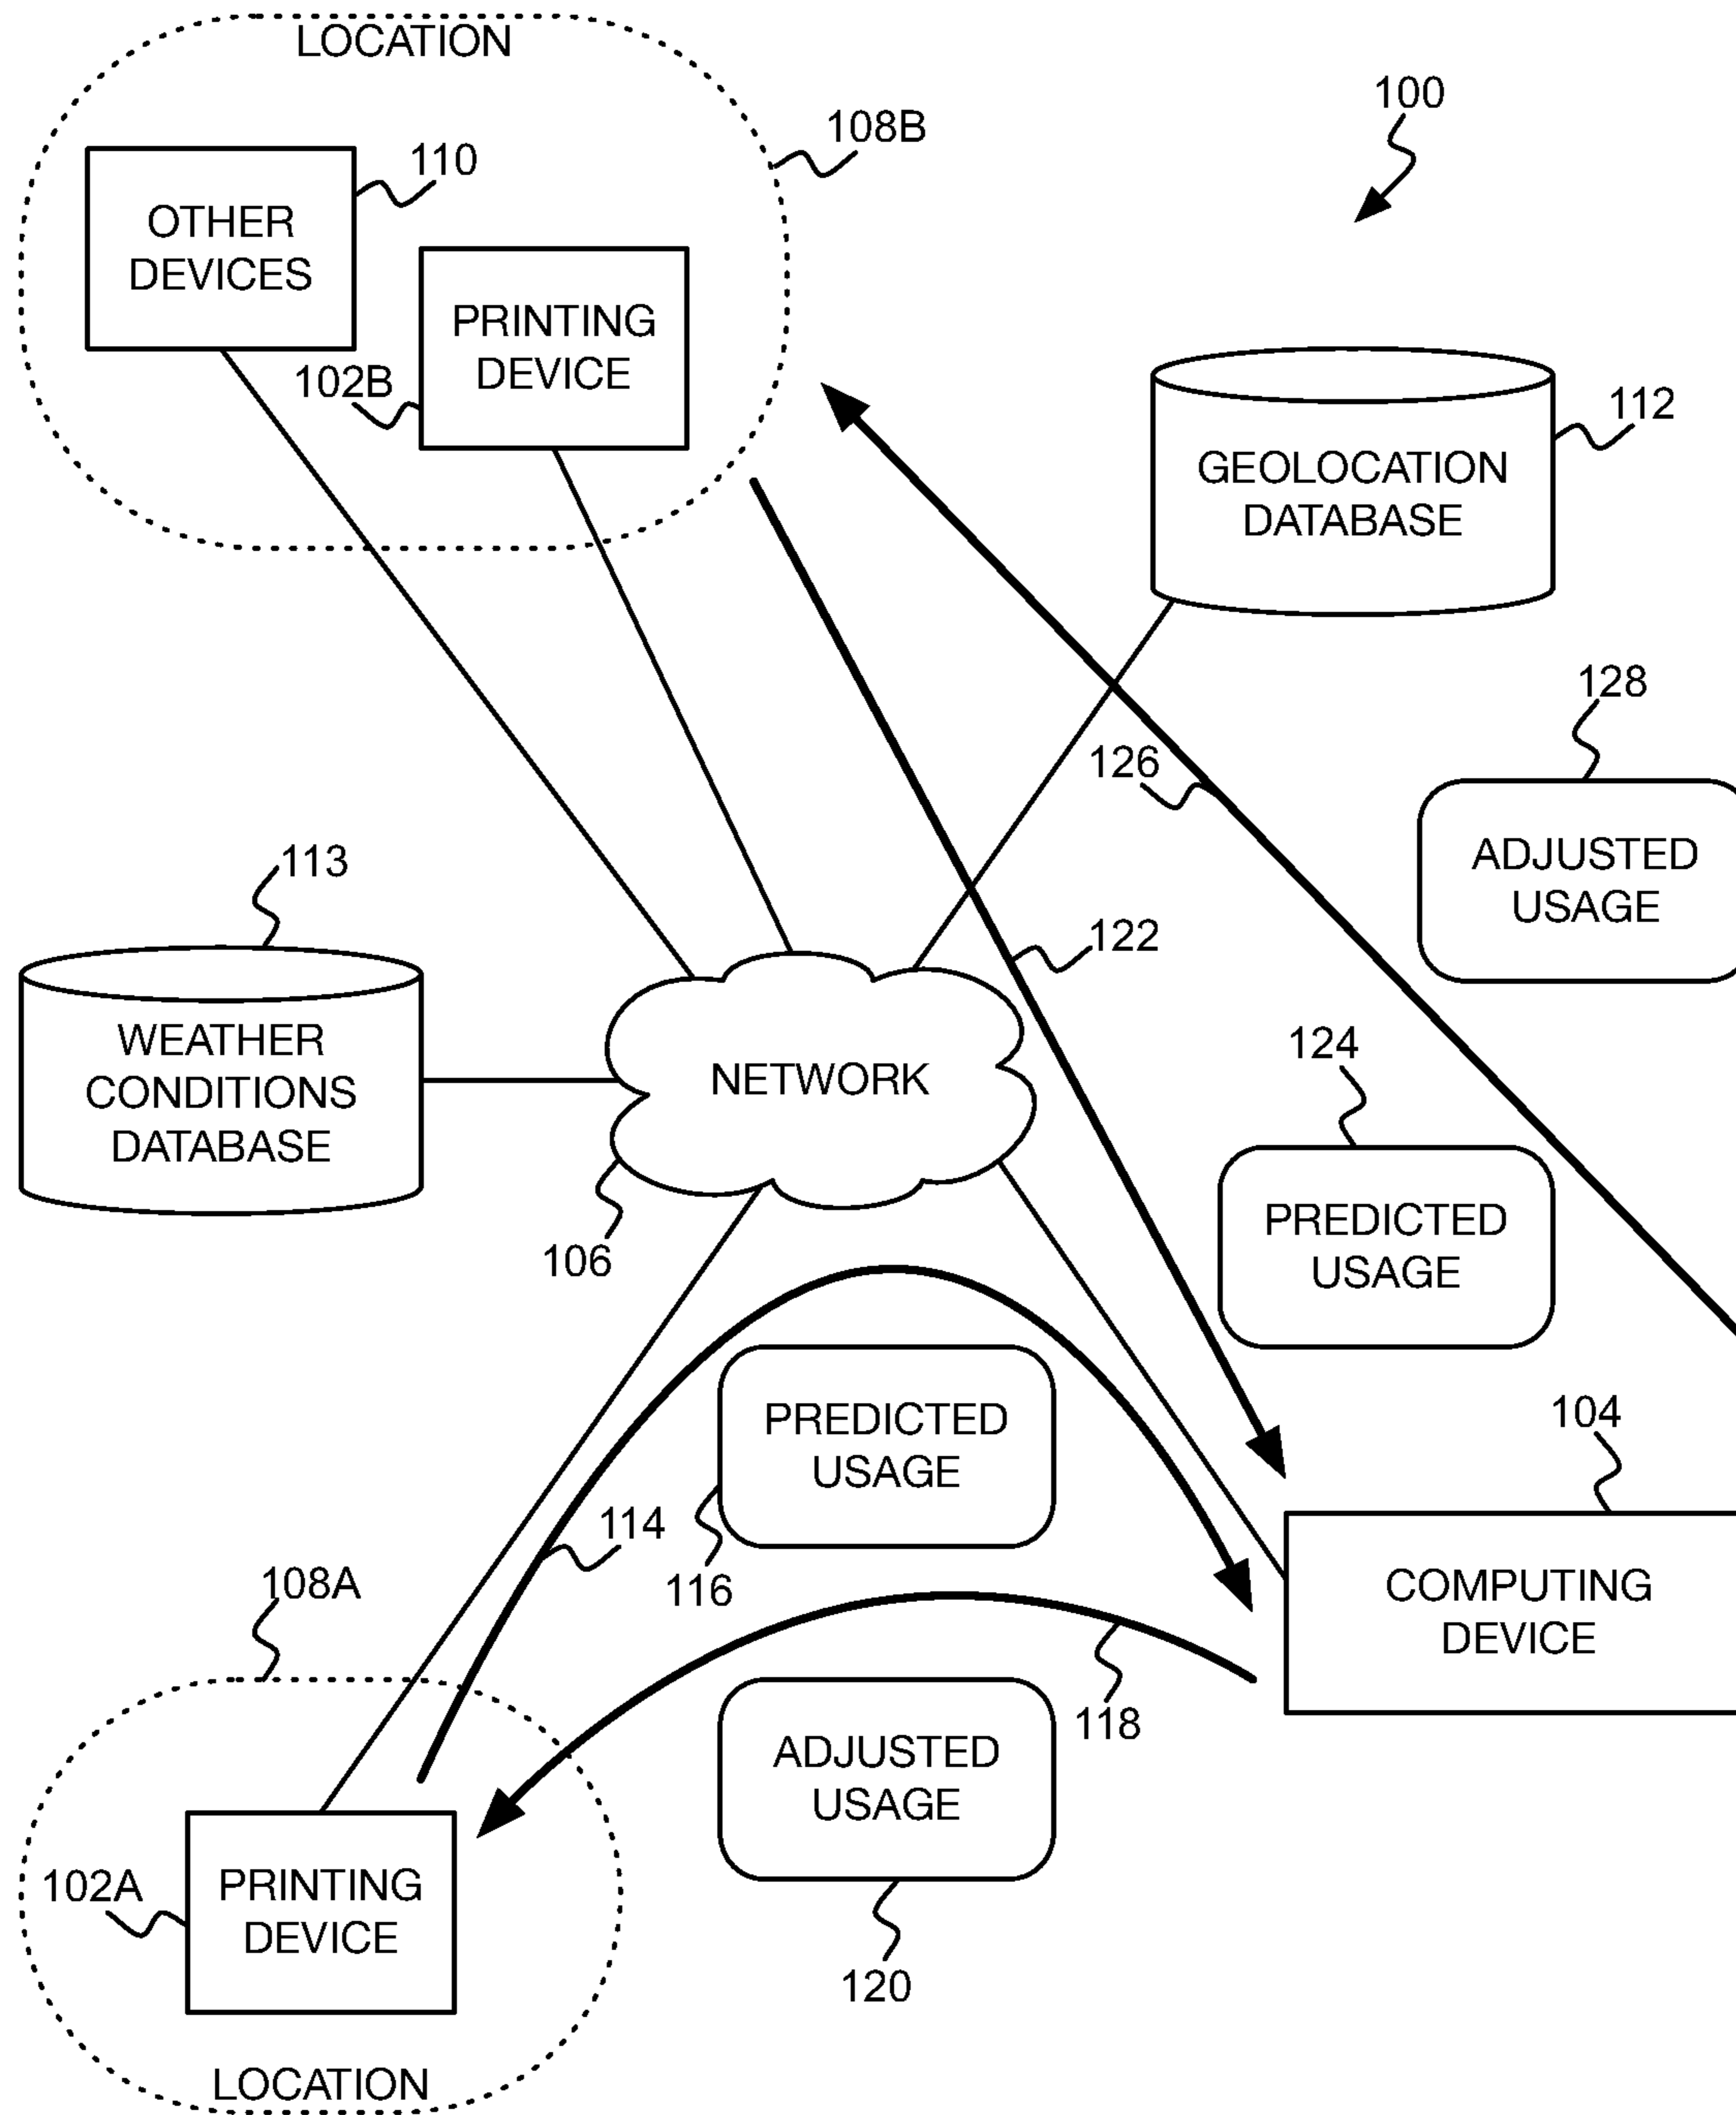 LOCATION
100
108B
110
OTHER
DEVICES
PRINTING
DEVICE
102B
112
GEOLOCATION
DATABASE
128
126
ADJUSTED
USAGE
113
122
WEATHER
CONDITIONS
DATABASE
NETWORK
124
PREDICTED
USAGE
106
104
PREDICTED
USAGE
114
116
108A
COMPUTING
DEVICE
118
ADJUSTED
USAGE
102A
PRINTING
DEVICE
120
LOCATION